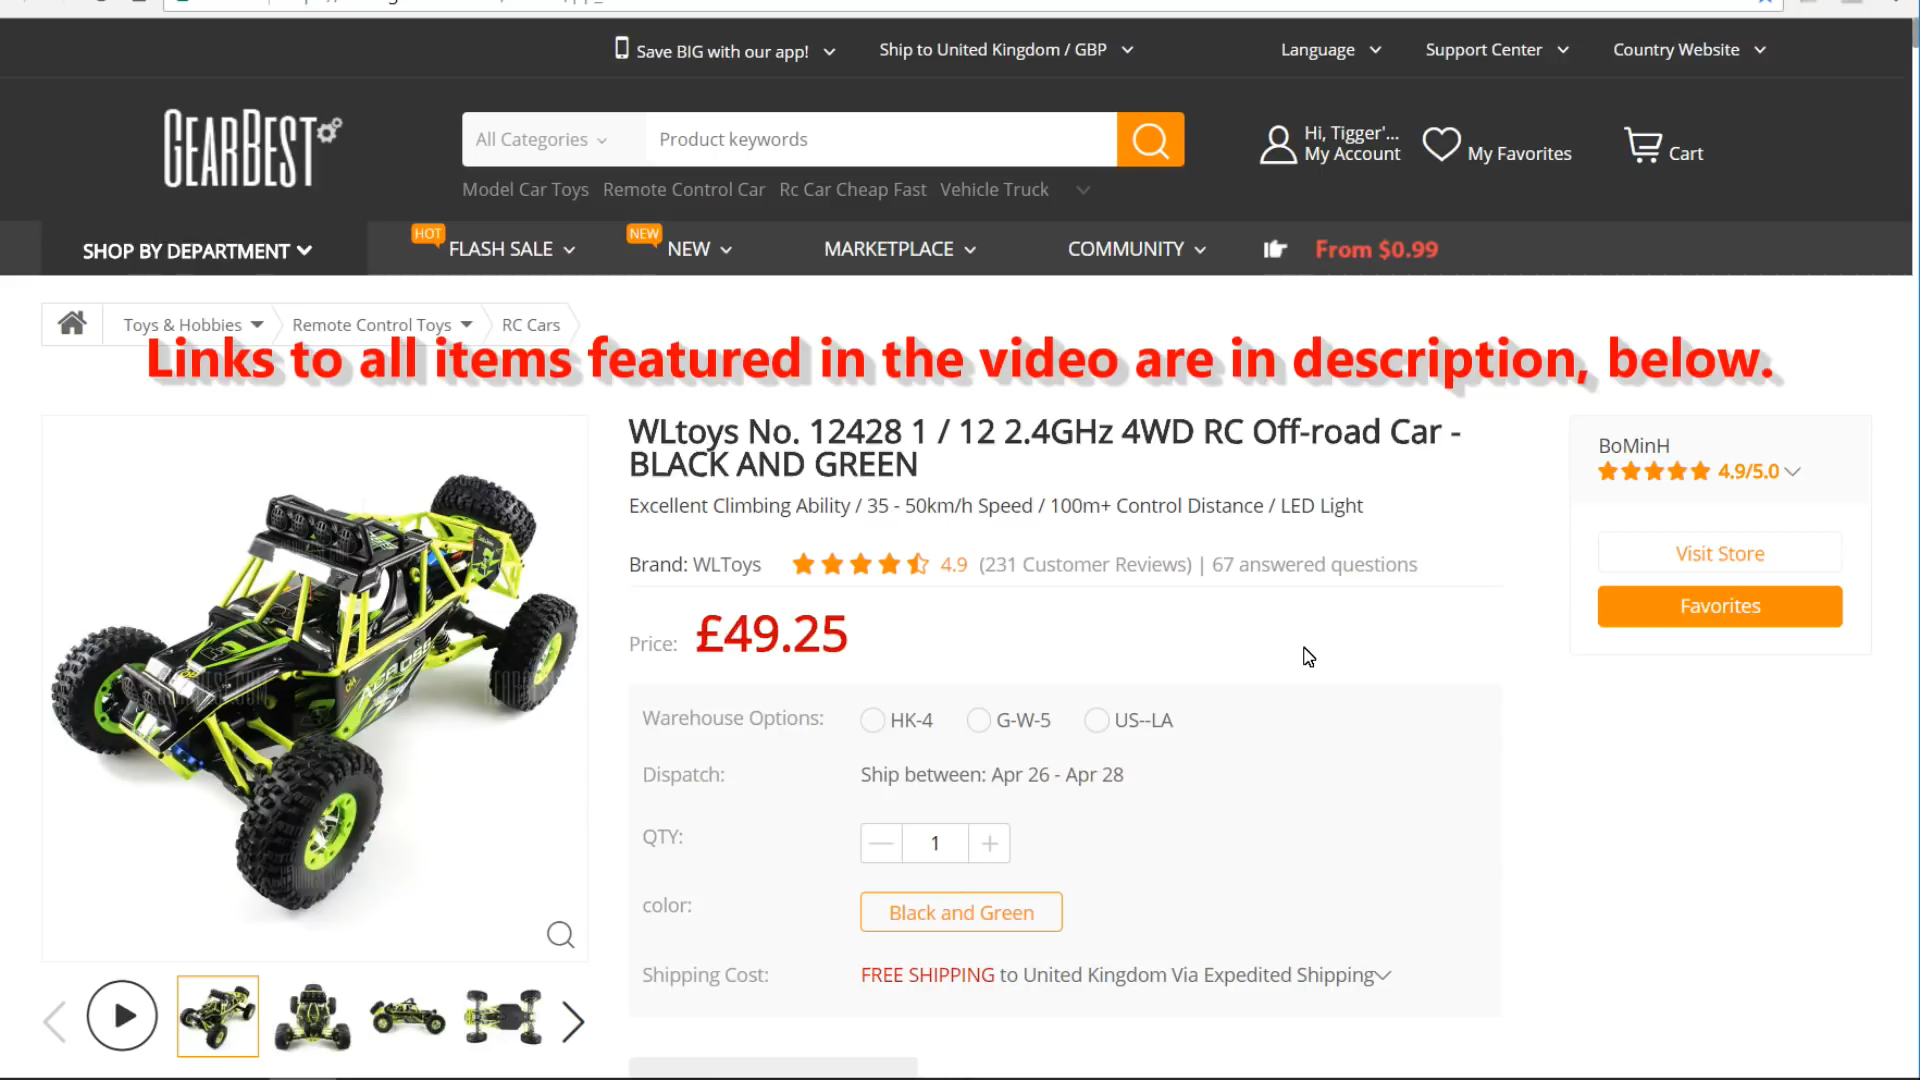 Save BIG with our app!
Ship to United Kingdom / GBP
Language
Support Center
Country Website
GEARBEST
All Categories
Product keywords
Hi, Tigger'...
My Account
My Favorites
Cart
Model Car Toys Remote Control Car Rc Car Cheap Fast Vehicle Truck
SHOP BY DEPARTMENT
HOT
FLASH SALE
NEW
NEW
MARKETPLACE
COMMUNITY
From $0.99
Toys & Hobbies
Remote Control Toys
RC Cars
Links to all items featured in the video are in description, below.
WLtoys No. 12428 1 / 12 2.4GHz 4WD RC Off-road Car -
BLACK AND GREEN
Excellent Climbing Ability / 35 - 50km/h Speed / 100m+ Control Distance / LED Light
Brand: WLToys 4.9 (231 Customer Reviews) | 67 answered questions
Price: £49.25
Warehouse Options: HK-4 G-W-5 US--LA
Dispatch: Ship between: Apr 26 - Apr 28
QTY: — 1 +
color: Black and Green
Shipping Cost: FREE SHIPPING to United Kingdom Via Expedited Shipping
BoMinH
4.9/5.0
Visit Store
Favorites
ACROSS